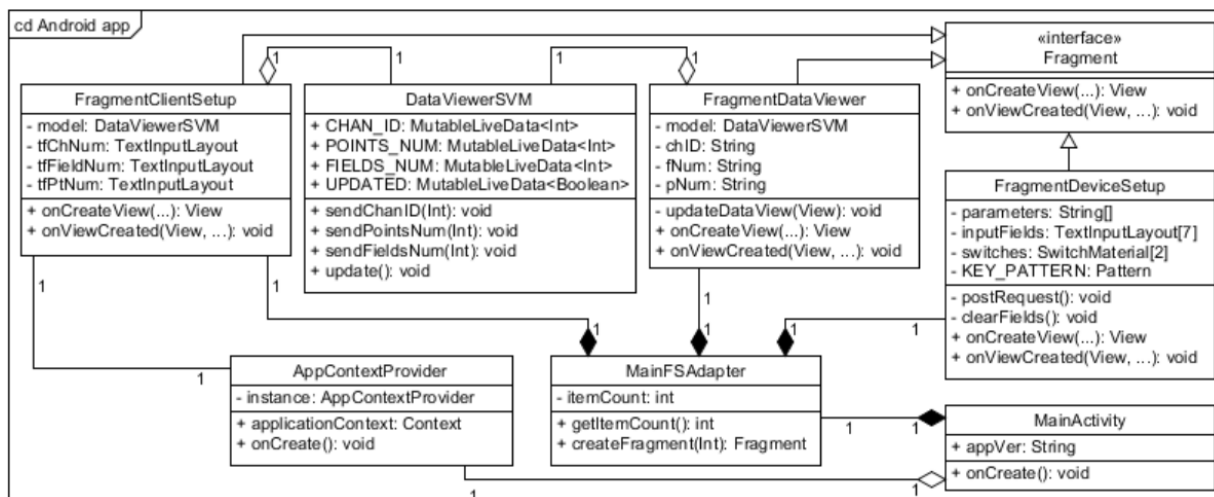 cd Android app
«interface»
Fragment
+ onCreateView(...): View
+ onViewCreated(View, ...): void
1
1
1
1
FragmentClientSetup
- model: DataViewerSVM
- tfChNum: TextInputLayout
- tfFieldNum: TextInputLayout
- tfPtNum: TextInputLayout
+ onCreateView(...): View
+ onViewCreated(View, ...): void
DataViewerSVM
+ CHAN_ID: MutableLiveData<Int>
+ POINTS_NUM: MutableLiveData<Int>
+ FIELDS_NUM: MutableLiveData<Int>
+ UPDATED: MutableLiveData<Boolean>
+ sendChanID(Int): void
+ sendPointsNum(Int): void
+ sendFieldsNum(Int): void
+ update(): void
FragmentDataViewer
- model: DataViewerSVM
- chID: String
- fNum: String
- pNum: String
- updateDataView(View): void
+ onCreateView(...): View
+ onViewCreated(View, ...): void
FragmentDeviceSetup
- parameters: String[]
- inputFields: TextInputLayout[7]
- switches: SwitchMaterial[2]
- KEY_PATTERN: Pattern
- postRequest(): void
- clearFields(): void
+ onCreateView(...): View
+ onViewCreated(View, ...): void
1
1
1
1
1
1
1
1
AppContextProvider
- instance: AppContextProvider
+ applicationContext: Context
+ onCreate(): void
MainFSAdapter
- itemCount: int
+ getItemCount(): int
+ createFragment(Int): Fragment
1
1
MainActivity
+ appVer: String
+ onCreate(): void
1
1